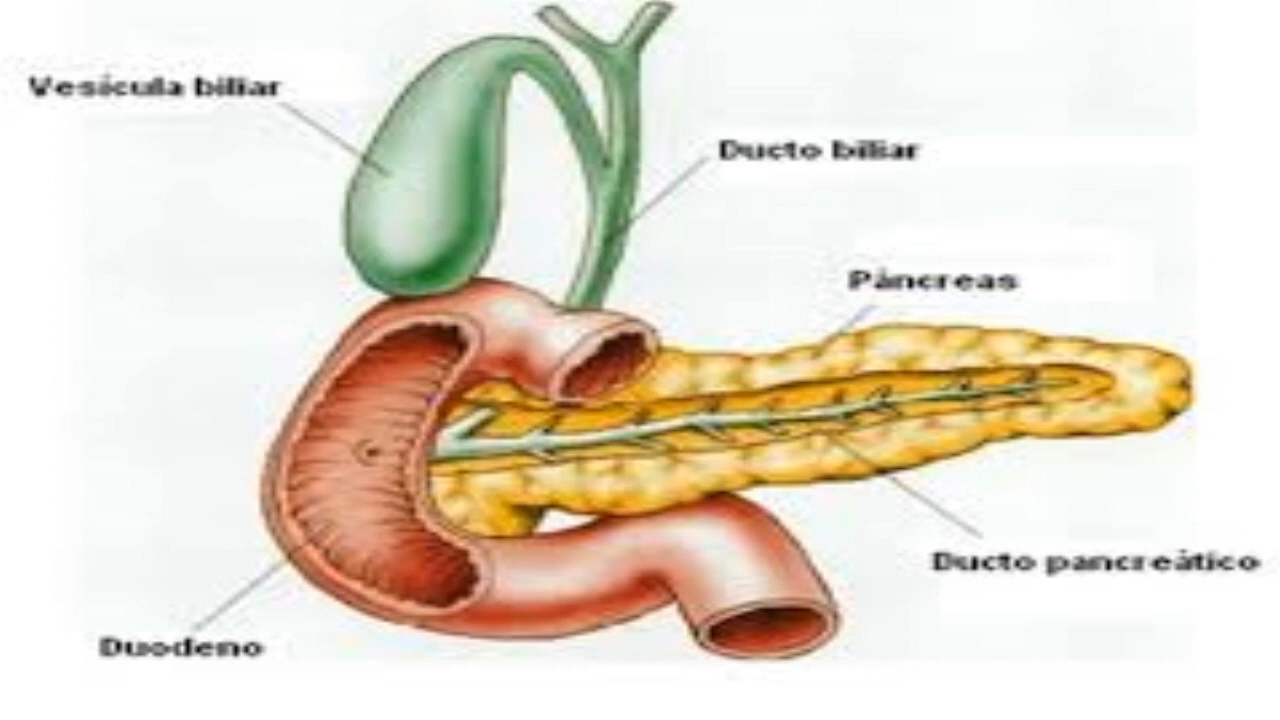 Vesícula biliar
Ducto biliar
Páncreas
Ducto pancreático
Duodeno